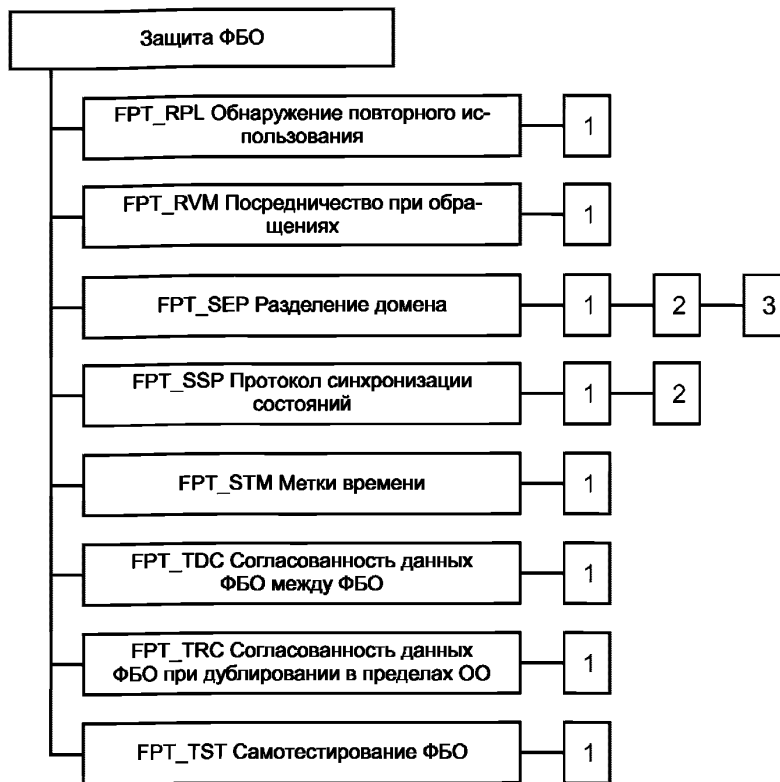 Защита ФБО
FPT_RPL Обнаружение повторного ис-
пользования
1
FPT_RVM Посредничество при обра-
щениях
1
FPT_SEP Разделение домена
1
2
3
FPT_SSP Протокол синхронизации
состояний
1
2
FPT_STM Метки времени
1
FPT_TDC Согласованность данных
ФБО между ФБО
1
FPT_TRC Согласованность данных
ФБО при дублировании в пределах ОО
1
FPT_TST Самотестирование ФБО
1